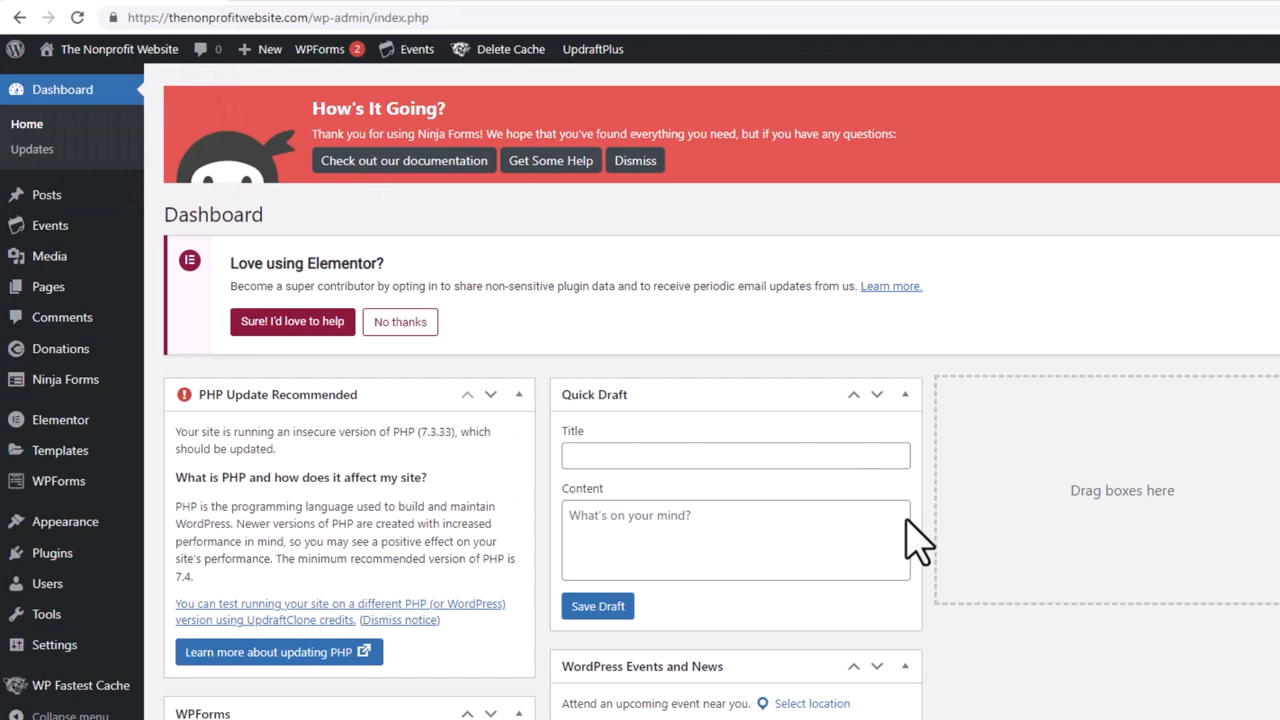 https://thenonprofitwebsite.com/wp-admin/index.php
The Nonprofit Website 0 New WPForms 2 Events Delete Cache UpdraftPlus
Dashboard
Home
Updates
Posts
Events
Media
Pages
Comments
Donations
Ninja Forms
Elementor
Templates
WPForms
Appearance
Plugins
Users
Tools
Settings
WP Fastest Cache
Collapse menu
How's It Going?
Thank you for using Ninja Forms! We hope that you've found everything you need, but if you have any questions:
Check out our documentation Get Some Help Dismiss
Dashboard
Love using Elementor?
Become a super contributor by opting in to share non-sensitive plugin data and to receive periodic email updates from us. Learn more.
Sure! I'd love to help No thanks
PHP Update Recommended
Your site is running an insecure version of PHP (7.3.33), which
should be updated.
What is PHP and how does it affect my site?
PHP is the programming language used to build and maintain
WordPress. Newer versions of PHP are created with increased
performance in mind, so you may see a positive effect on your
site's performance. The minimum recommended version of PHP is
7.4.
You can test running your site on a different PHP (or WordPress)
version using UpdraftClone credits. (Dismiss notice)
Learn more about updating PHP
WPForms
Quick Draft
Title
Content
What's on your mind?
Save Draft
WordPress Events and News
Attend an upcoming event near you. Select location
Drag boxes here